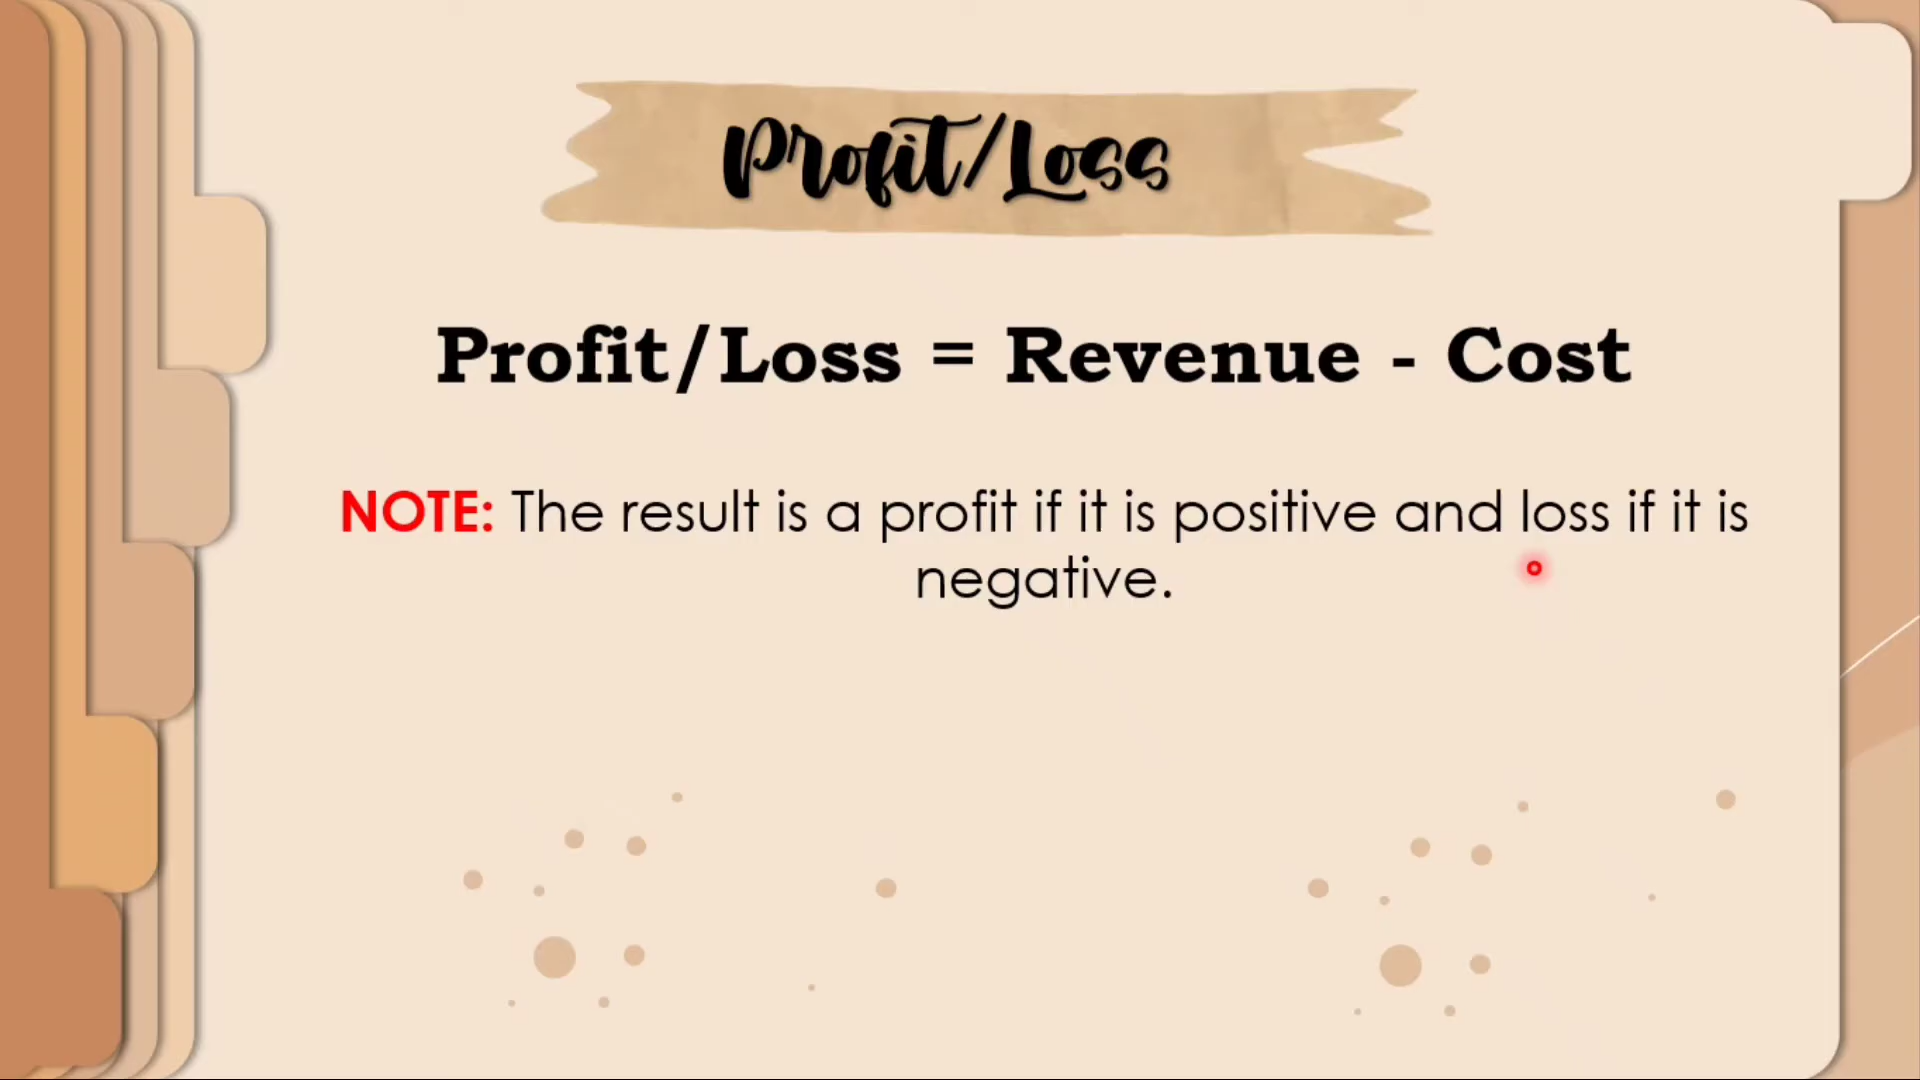 Profit/Loss
Profit/Loss = Revenue - Cost
NOTE: The result is a profit if it is positive and loss if it is
negative.